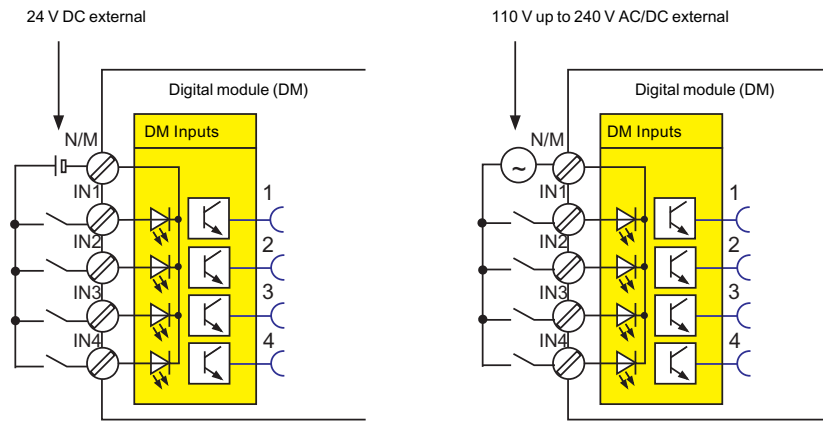 24 V DC external
110 V up to 240 V AC/DC external
Digital module (DM)
DM Inputs
N/M
IN1
1
IN2
2
IN3
3
IN4
4
Digital module (DM)
DM Inputs
N/M
~
IN1
1
IN2
2
IN3
3
IN4
4